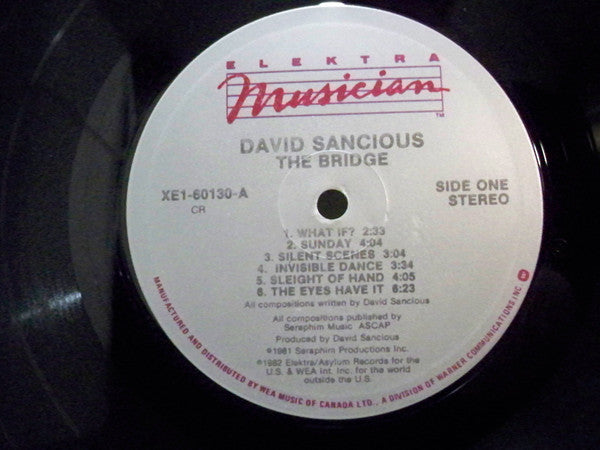 ELEKTRA
Musician™
DAVID SANCIOUS
THE BRIDGE
XE1-60130-A
CR
SIDE ONE
STEREO
1. WHAT IF? 2:33
2. SUNDAY 4:04
3. SILENT SCENES 3:04
4. INVISIBLE DANCE 3:34
5. SLEIGHT OF HAND 4:05
6. THE EYES HAVE IT 6:23
All compositions written by David Sancious
All compositions published by
Seraphim Music ASCAP
Produced by David Sancious
℗1981 Seraphim Productions Inc.
℗1982 Elektra/Asylum Records for the
U.S. & WEA Int. Inc. for the world
outside the U.S.
MANUFACTURED AND DISTRIBUTED BY WEA MUSIC OF CANADA LTD., A DIVISION OF WARNER COMMUNICATIONS INC